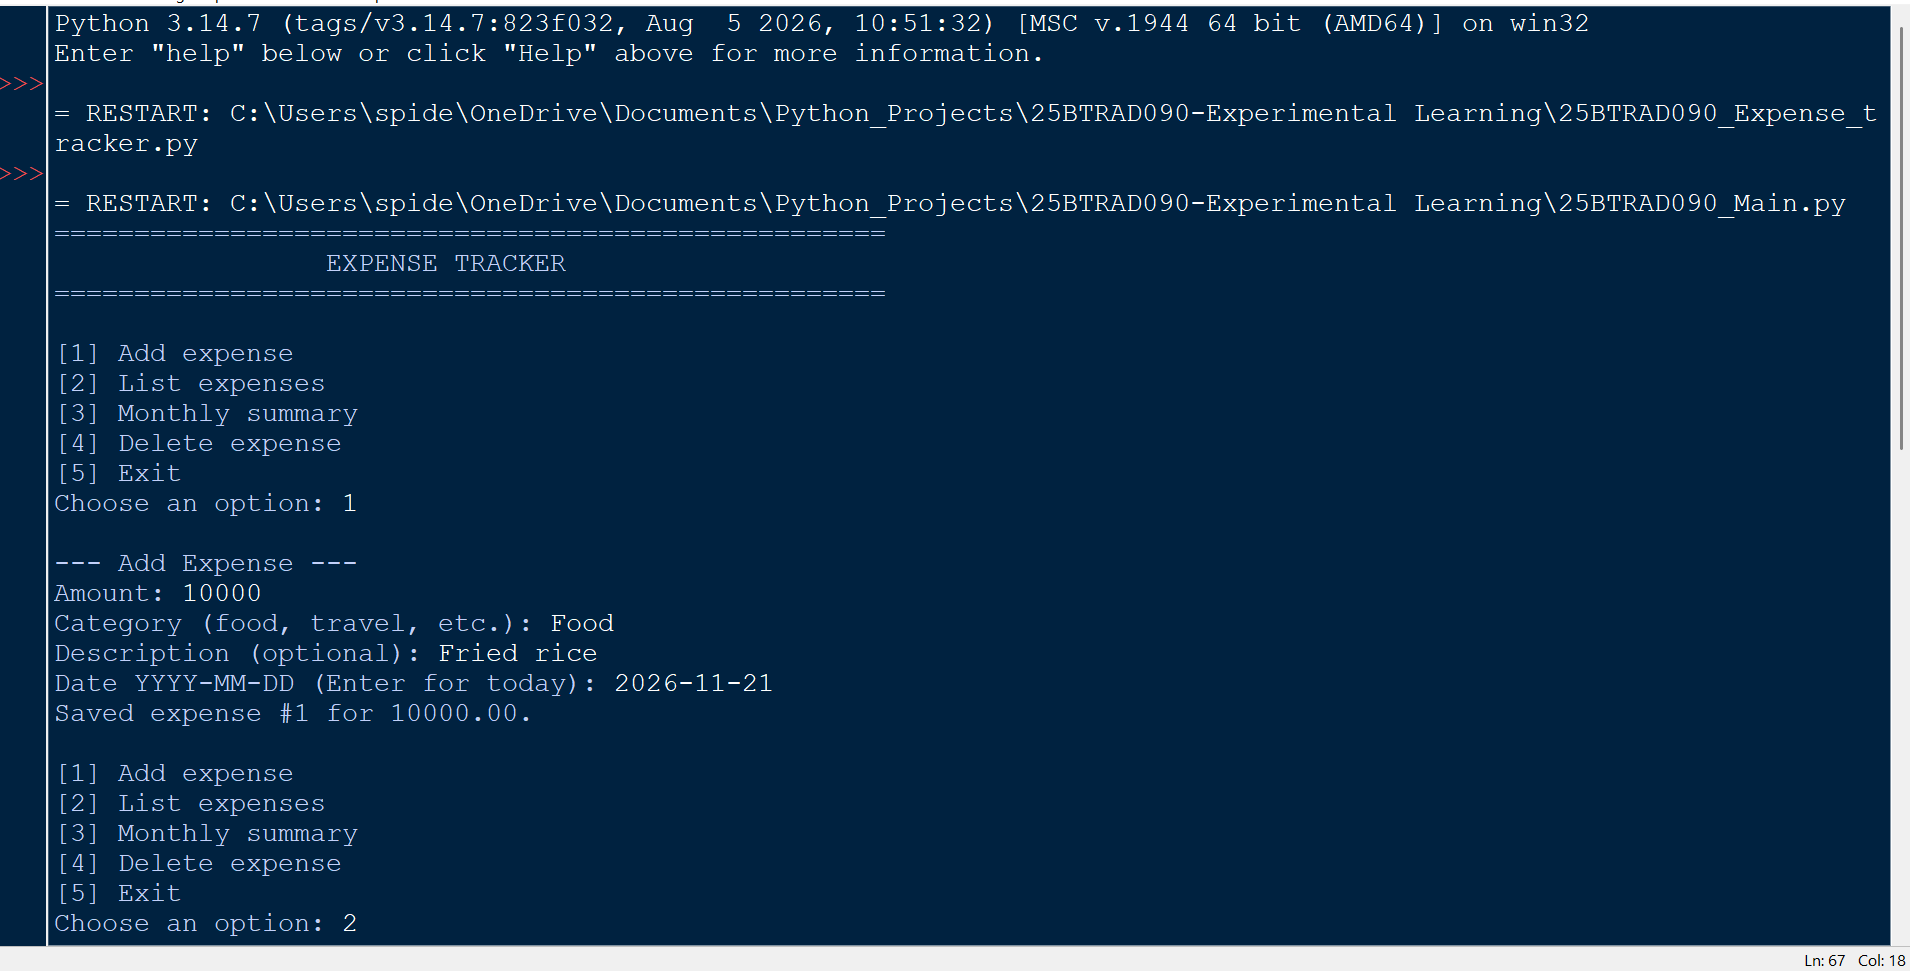 Python 3.14.7 (tags/v3.14.7:823f032, Aug  5 2026, 10:51:32) [MSC v.1944 64 bit (AMD64)] on win32
Enter "help" below or click "Help" above for more information.
>>>
= RESTART: C:\Users\spide\OneDrive\Documents\Python_Projects\25BTRAD090-Experimental Learning\25BTRAD090_Expense_t
racker.py
>>>
= RESTART: C:\Users\spide\OneDrive\Documents\Python_Projects\25BTRAD090-Experimental Learning\25BTRAD090_Main.py
====================================================
                 EXPENSE TRACKER
====================================================

[1] Add expense
[2] List expenses
[3] Monthly summary
[4] Delete expense
[5] Exit
Choose an option: 1

--- Add Expense ---
Amount: 10000
Category (food, travel, etc.): Food
Description (optional): Fried rice
Date YYYY-MM-DD (Enter for today): 2026-11-21
Saved expense #1 for 10000.00.

[1] Add expense
[2] List expenses
[3] Monthly summary
[4] Delete expense
[5] Exit
Choose an option: 2
Ln: 67 Col: 18